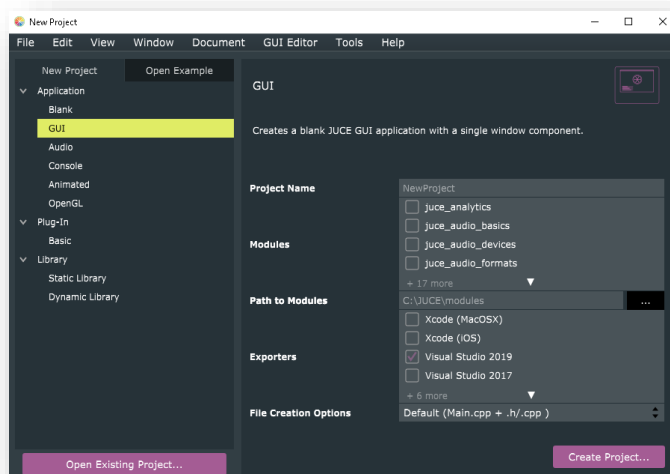 New Project
File Edit View Window Document GUI Editor Tools Help
New Project Open Example
Application
Blank
GUI
Audio
Console
Animated
OpenGL
Plug-In
Basic
Library
Static Library
Dynamic Library
Open Existing Project...
GUI
Creates a blank JUCE GUI application with a single window component.
Project Name NewProject
Modules
juce_analytics
juce_audio_basics
juce_audio_devices
juce_audio_formats
+ 17 more
Path to Modules C:\JUCE\modules ...
Exporters
Xcode (MacOSX)
Xcode (iOS)
Visual Studio 2019
Visual Studio 2017
+ 6 more
File Creation Options Default (Main.cpp + .h/.cpp )
Create Project...